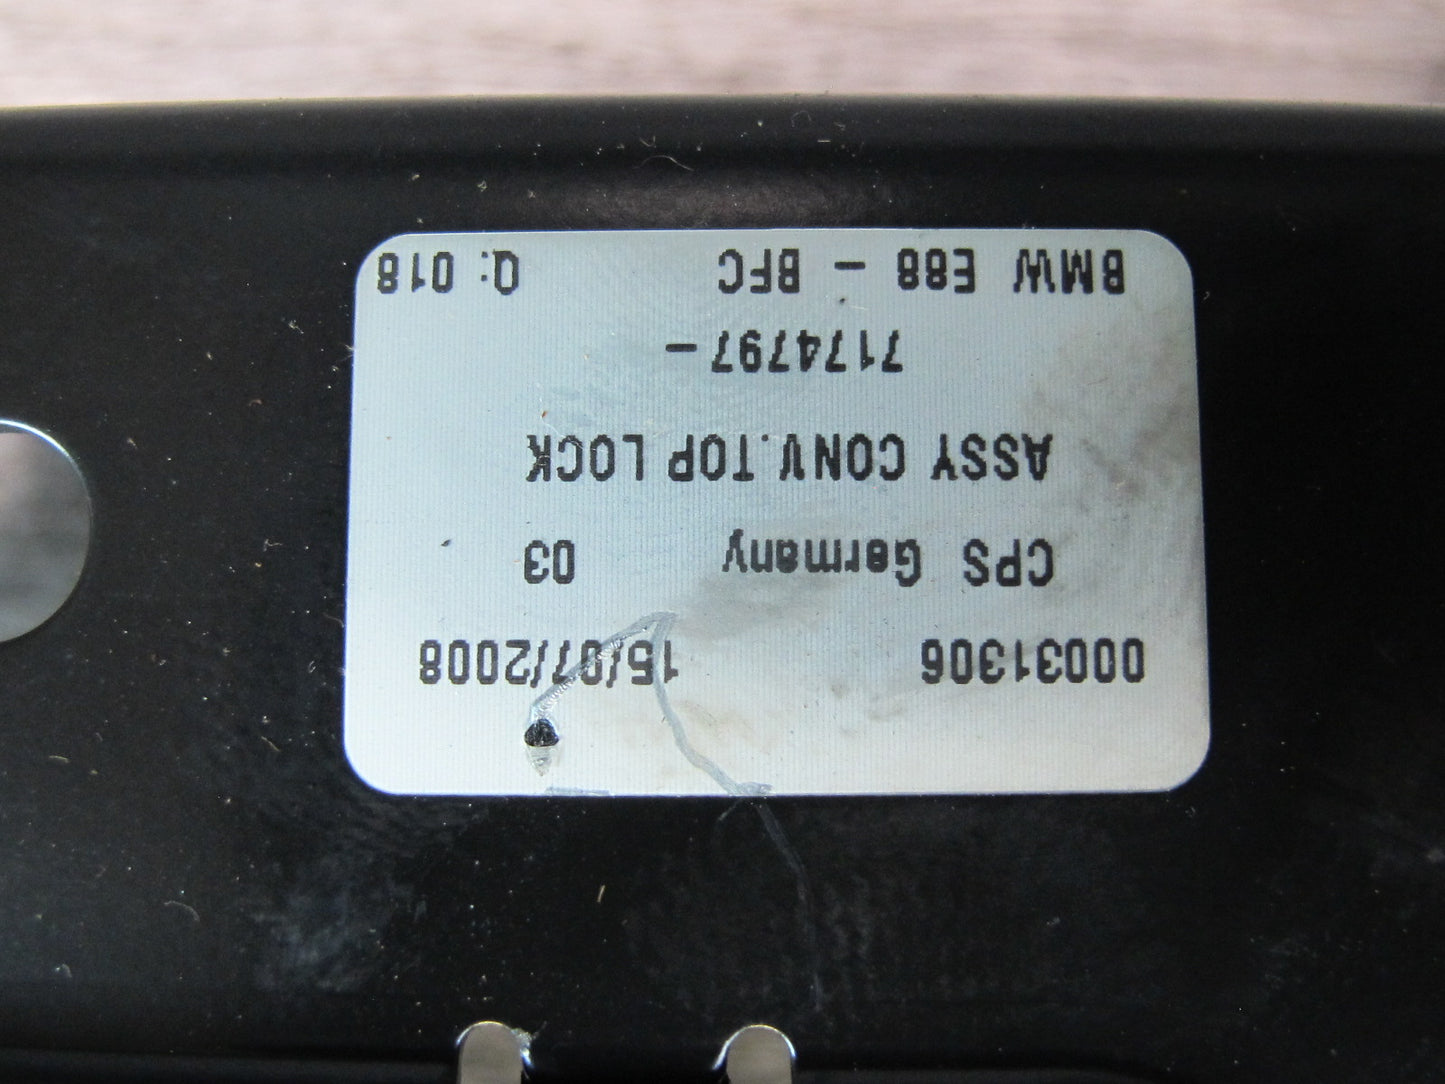 BMW E88 - BFC Q: 018
7174797-
ASSY CONV.TOP LOCK
CPS Germany 03
00031306 15/07/2008